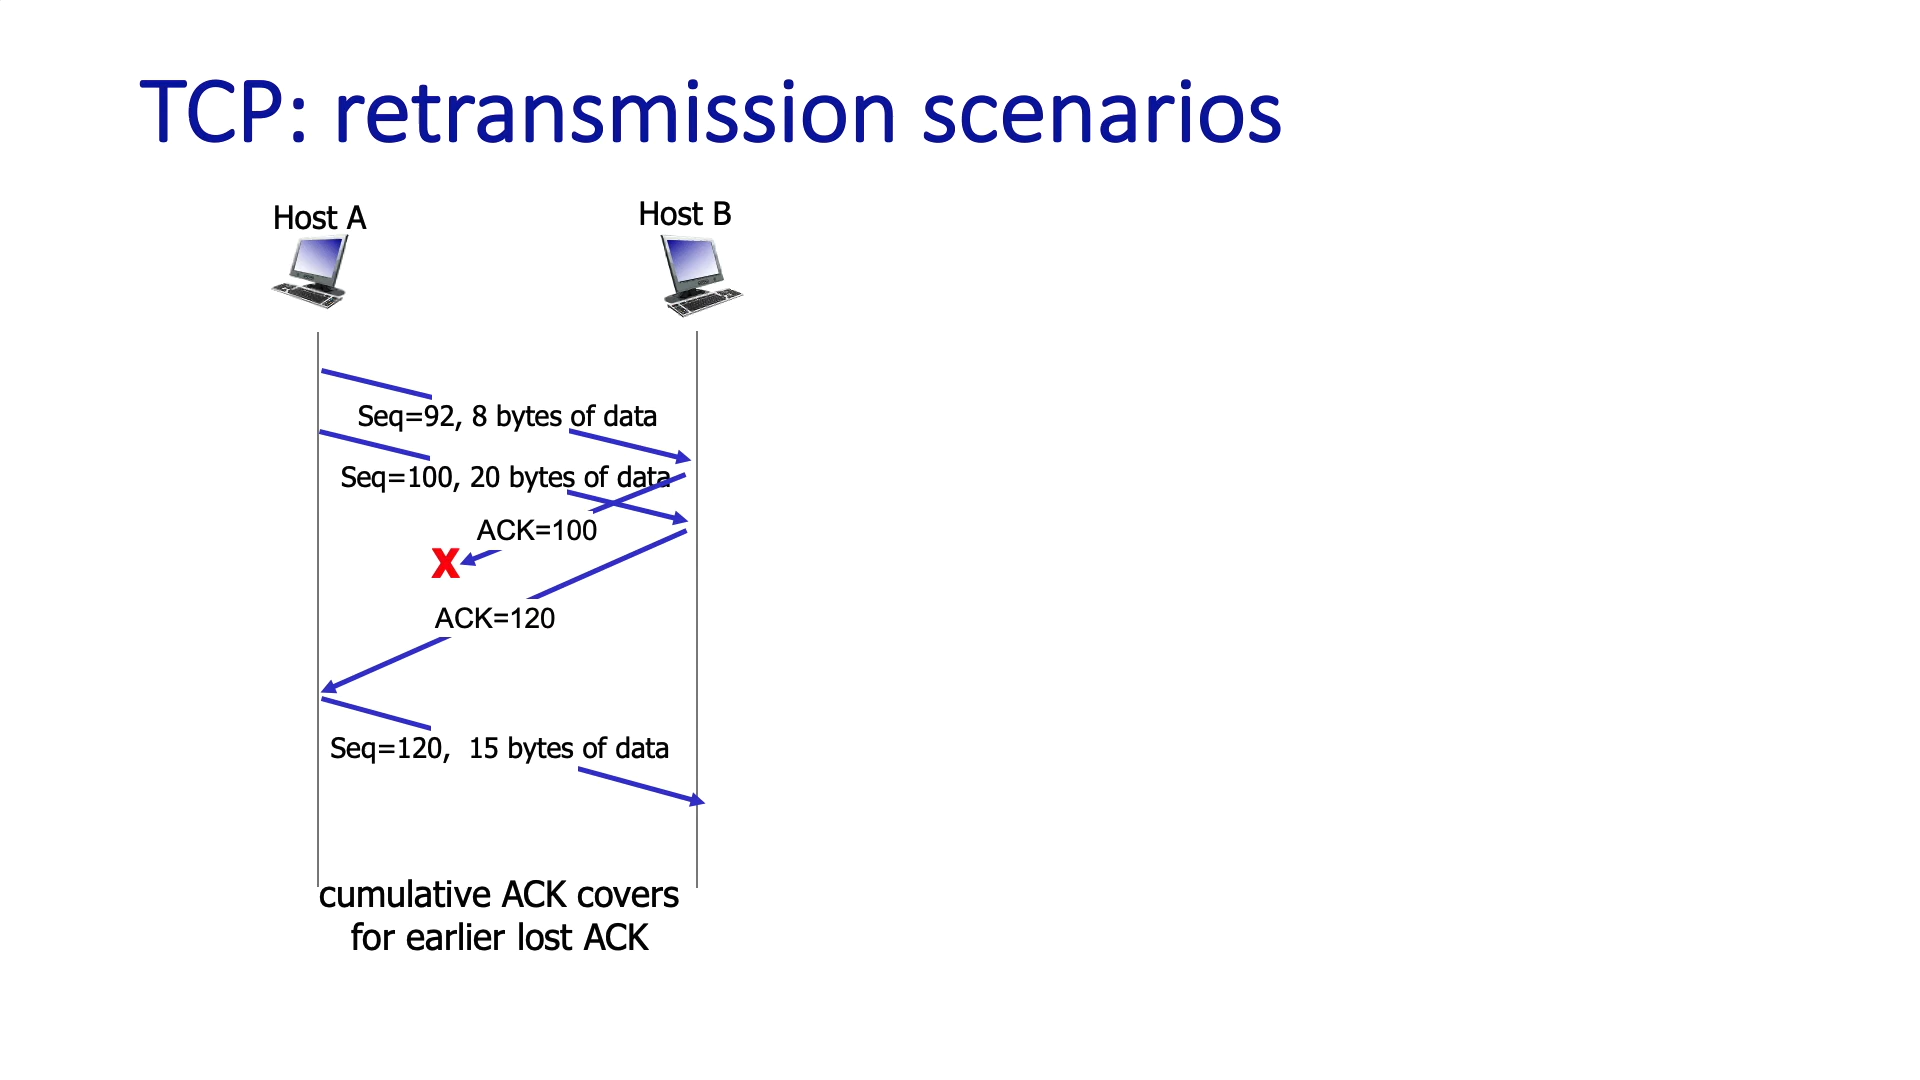 TCP: retransmission scenarios
Host A
Host B
Seq=92, 8 bytes of data
Seq=100, 20 bytes of data
ACK=100
X
ACK=120
Seq=120,  15 bytes of data
cumulative ACK covers
for earlier lost ACK